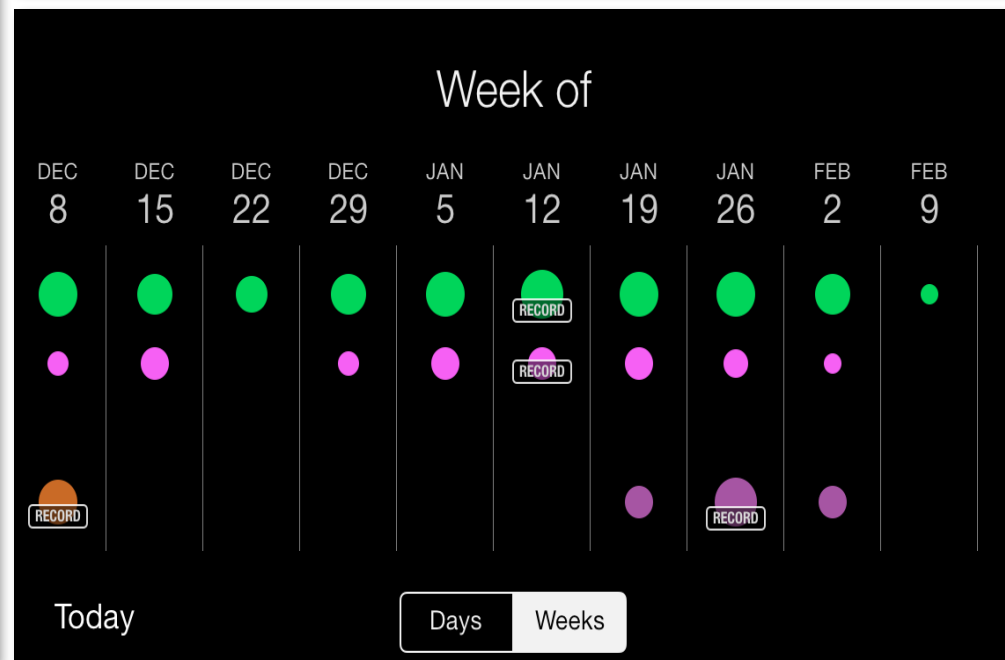 Week of
DEC DEC DEC DEC JAN JAN JAN JAN FEB FEB
8 15 22 29 5 12 19 26 2 9
RECORD
RECORD
RECORD RECORD
Today Days Weeks